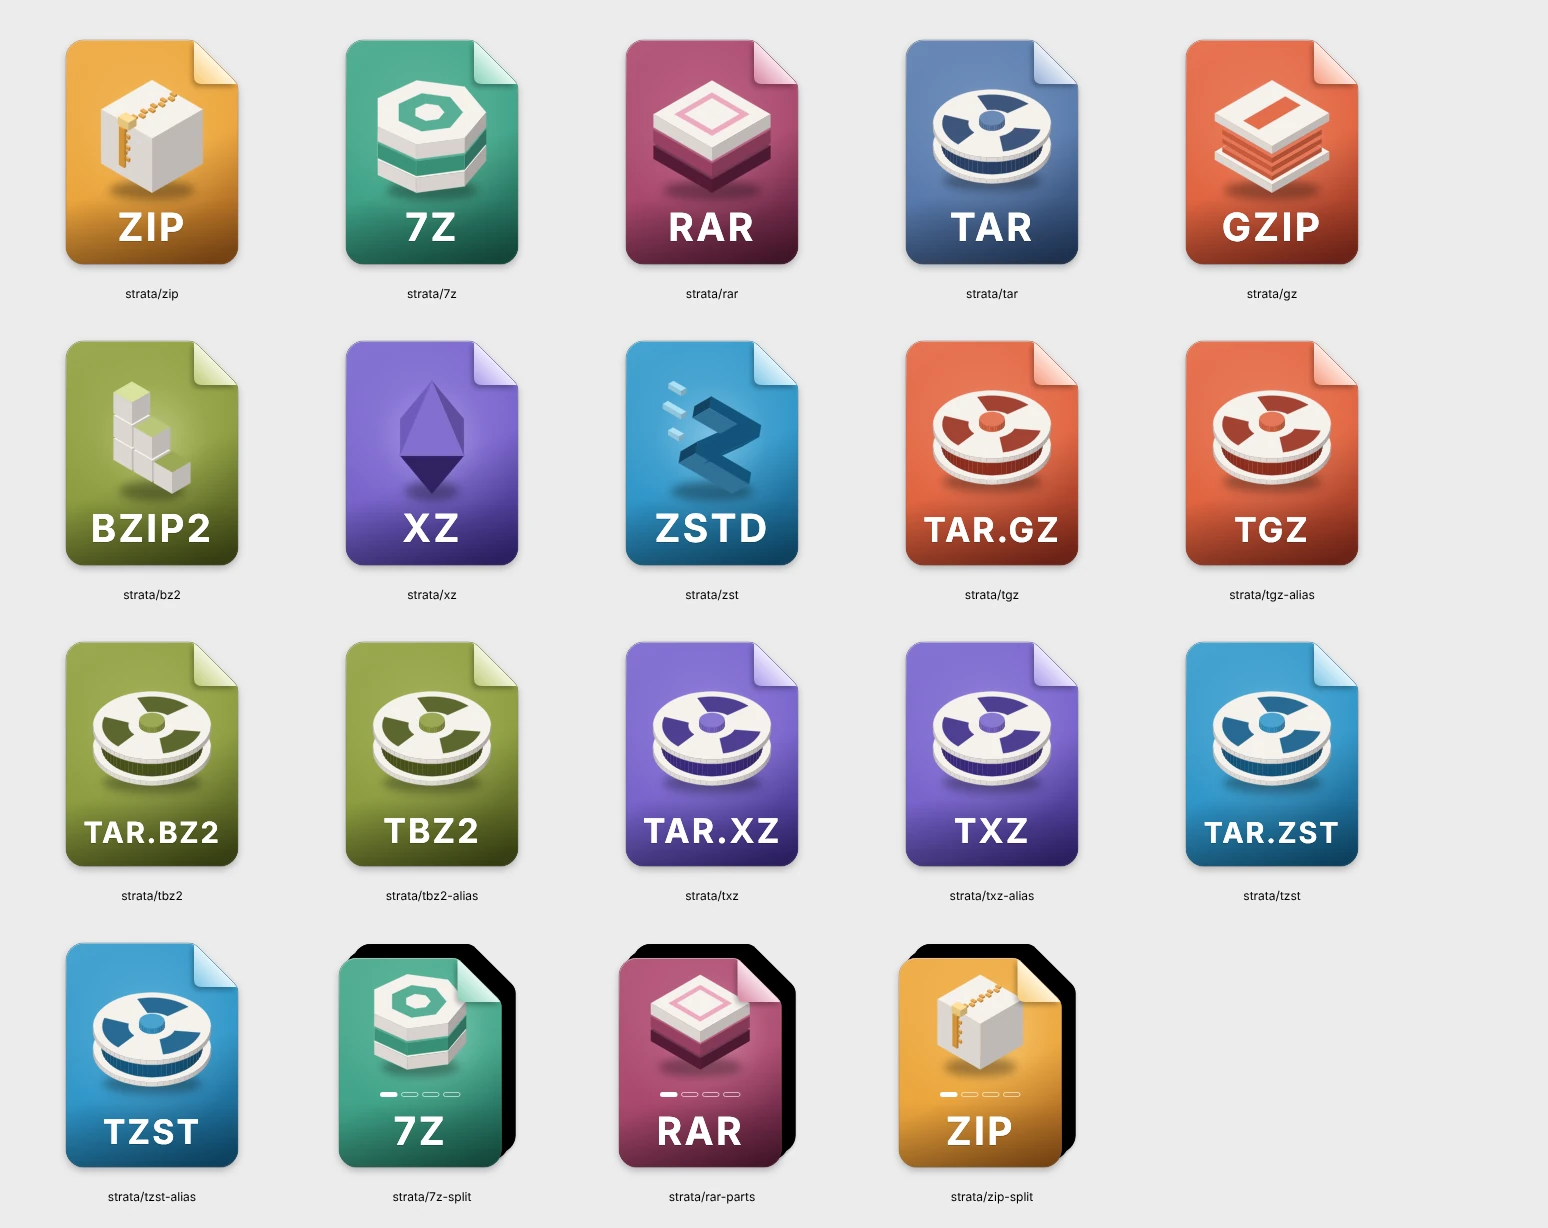 ZIP
7Z
RAR
TAR
GZIP
strata/zip
strata/7z
strata/rar
strata/tar
strata/gz
BZIP2
XZ
ZSTD
TAR.GZ
TGZ
strata/bz2
strata/xz
strata/zst
strata/tgz
strata/tgz-alias
TAR.BZ2
TBZ2
TAR.XZ
TXZ
TAR.ZST
strata/tbz2
strata/tbz2-alias
strata/txz
strata/txz-alias
strata/tzst
TZST
7Z
RAR
ZIP
strata/tzst-alias
strata/7z-split
strata/rar-parts
strata/zip-split